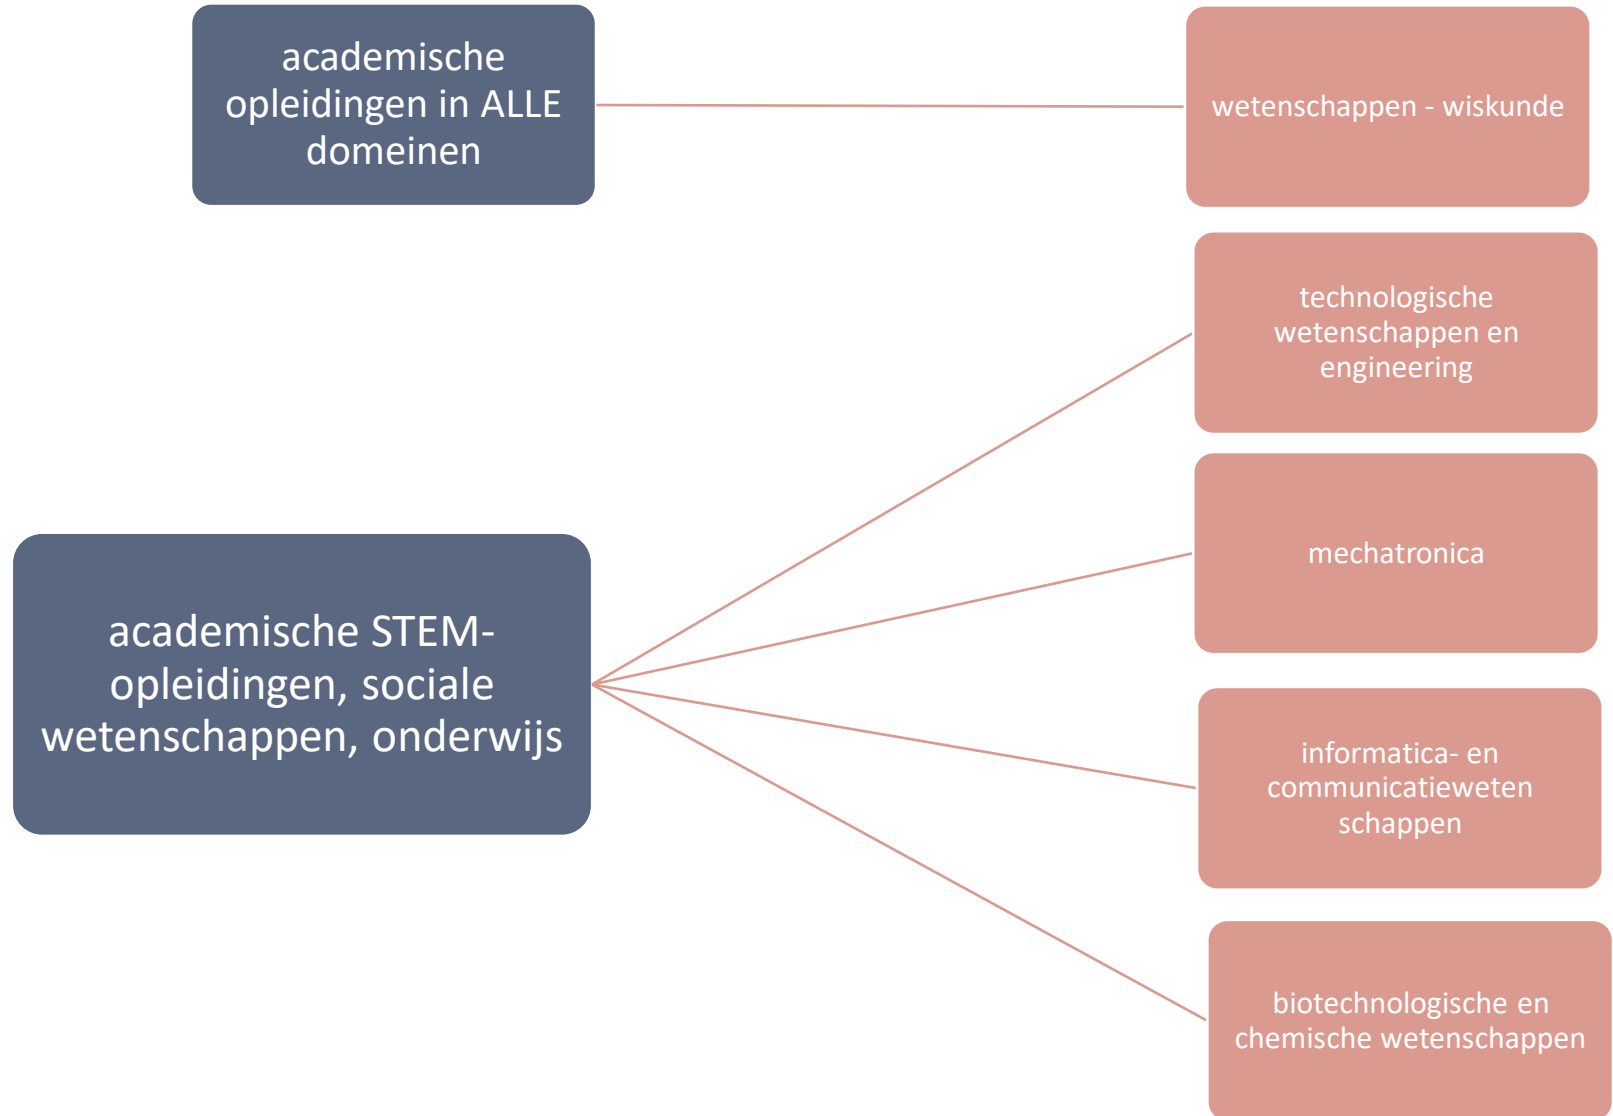 academische
opleidingen in ALLE
domeinen
wetenschappen - wiskunde
technologische
wetenschappen en
engineering
mechatronica
academische STEM-
opleidingen, sociale
wetenschappen, onderwijs
informatica- en
communicatieweten
schappen
biotechnologische en
chemische wetenschappen